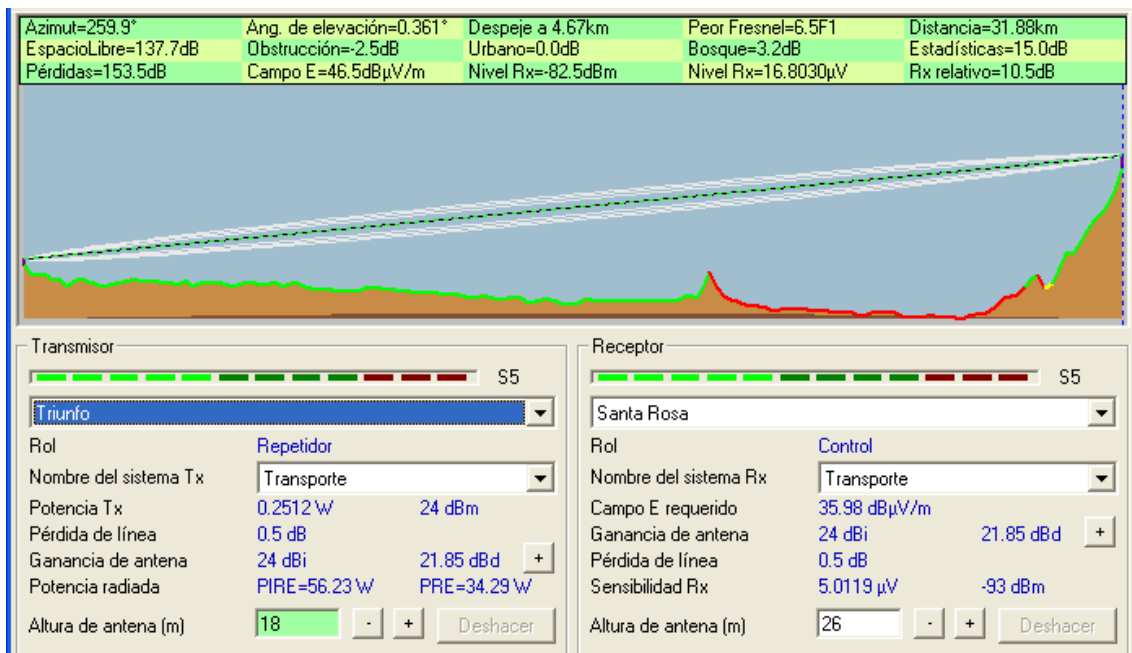 Azimut=259.9° Ang. de elevación=0.361° Despeje a 4.67km Peor Fresnel=6.5F1 Distancia=31.88km
EspacioLibre=137.7dB Obstrucción=-2.5dB Urbano=0.0dB Bosque=3.2dB Estadísticas=15.0dB
Pérdidas=153.5dB Campo E=46.5dBµV/m Nivel Rx=-82.5dBm Nivel Rx=16.8030µV Rx relativo=10.5dB
Transmisor
S5
Triunfo
Rol Repetidor
Nombre del sistema Tx Transporte
Potencia Tx 0.2512 W 24 dBm
Pérdida de línea 0.5 dB
Ganancia de antena 24 dBi 21.85 dBd +
Potencia radiada PIRE=56.23 W PRE=34.29 W
Altura de antena (m) 18 - + Deshacer
Receptor
S5
Santa Rosa
Rol Control
Nombre del sistema Rx Transporte
Campo E requerido 35.98 dBµV/m
Ganancia de antena 24 dBi 21.85 dBd +
Pérdida de línea 0.5 dB
Sensibilidad Rx 5.0119 µV -93 dBm
Altura de antena (m) 26 - + Deshacer